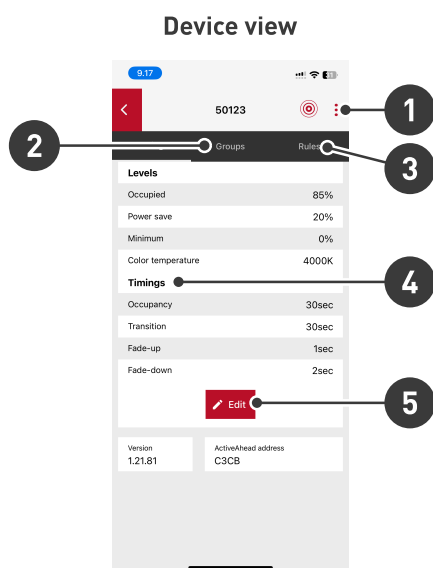 Device view
9.17
50123
1
2
Groups
Rules
3
Levels
Occupied 85%
Power save 20%
Minimum 0%
Color temperature 4000K
Timings
4
Occupancy 30sec
Transition 30sec
Fade-up 1sec
Fade-down 2sec
Edit
5
Version
1.21.81
ActiveAhead address
C3CB